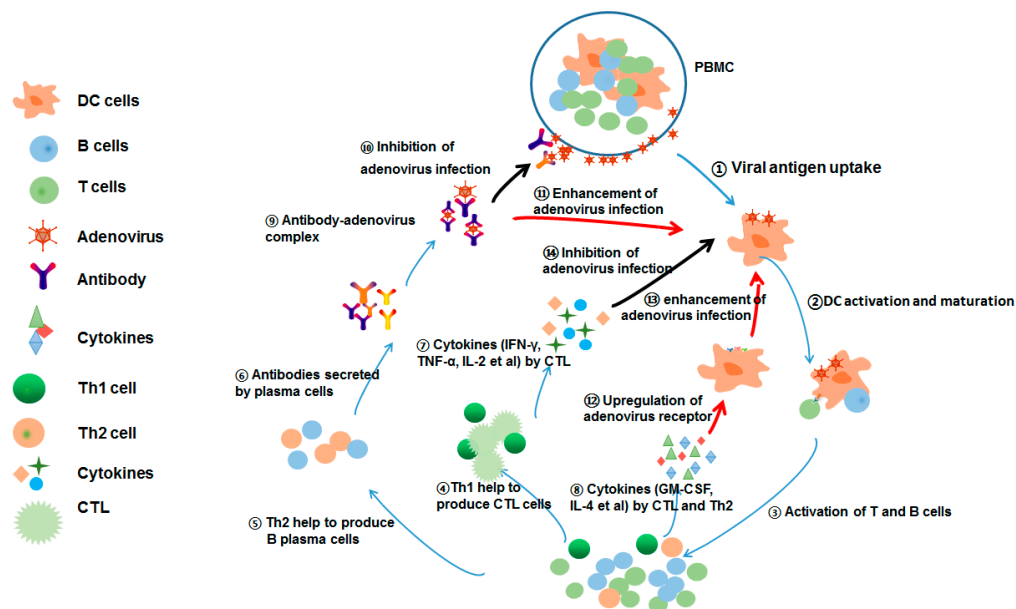 DC cells
B cells
T cells
Adenovirus
Antibody
Cytokines
Th1 cell
Th2 cell
Cytokines
CTL
PBMC
① Viral antigen uptake
②DC activation and maturation
③ Activation of T and B cells
④Th1 help to
produce CTL cells
⑤ Th2 help to produce
B plasma cells
⑥ Antibodies secreted
by plasma cells
⑦ Cytokines (IFN-γ,
TNF-α, IL-2 et al) by CTL
⑧ Cytokines (GM-CSF,
IL-4 et al) by CTL and Th2
⑨ Antibody-adenovirus
complex
⑩ Inhibition of
adenovirus infection
⑪ Enhancement of
adenovirus infection
⑫ Upregulation of
adenovirus receptor
⑬ enhancement of
adenovirus infection
⑭ Inhibition of
adenovirus infection